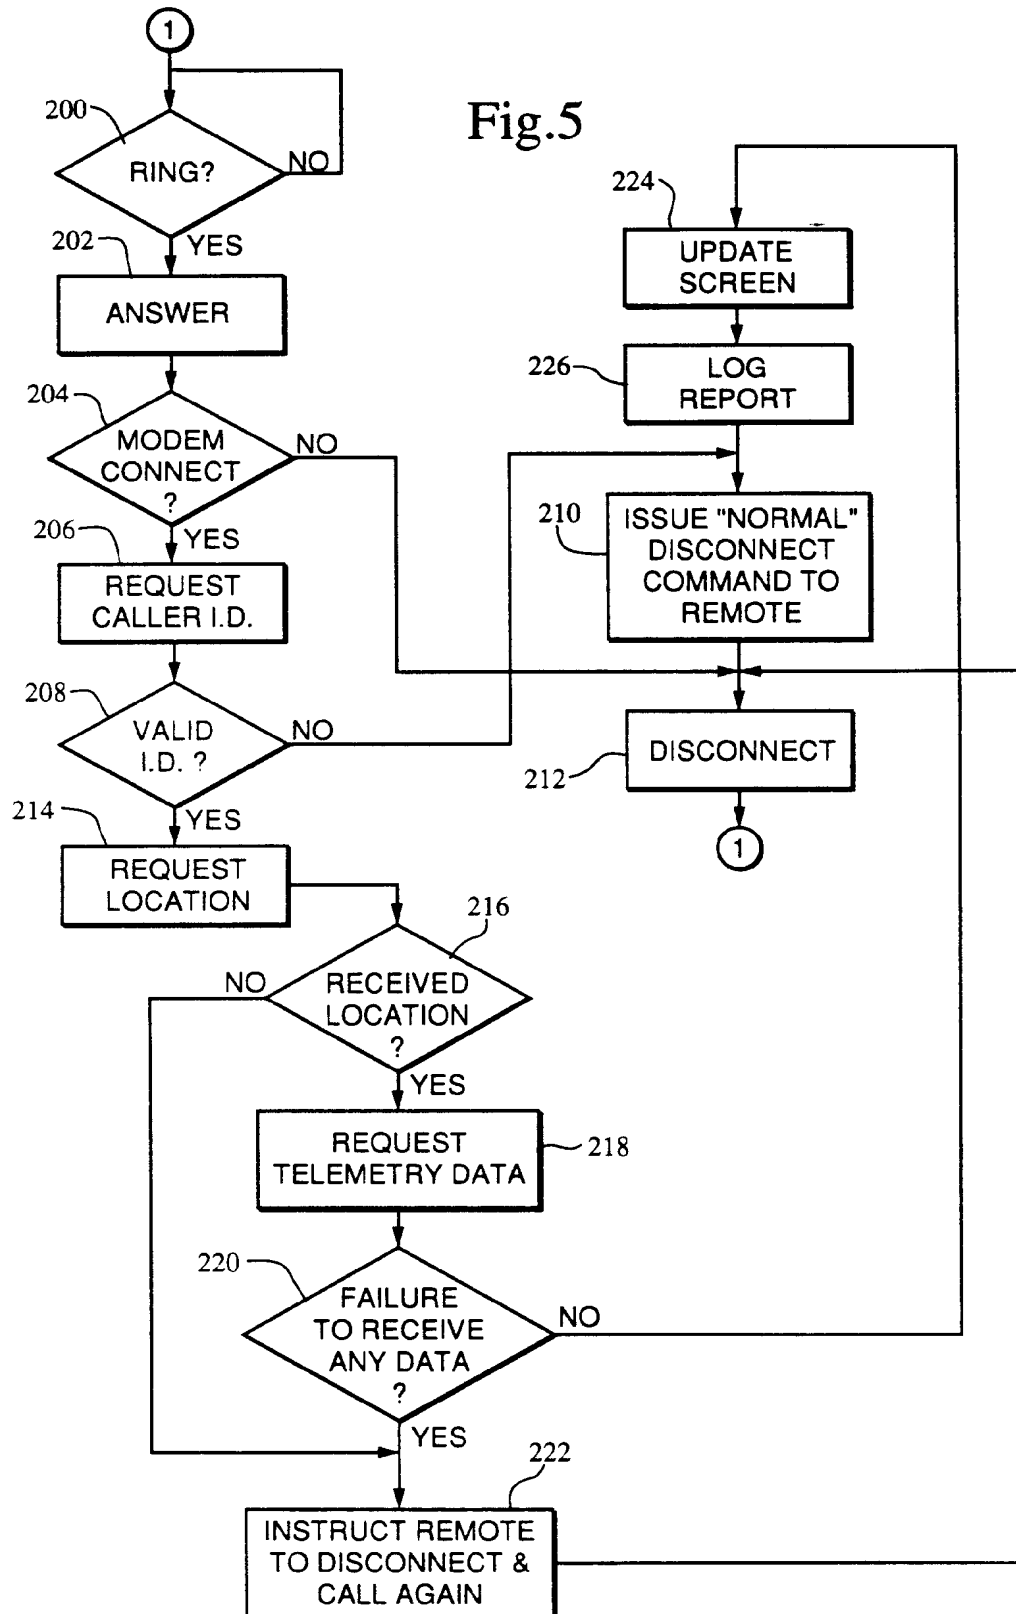 1
Fig.5
200
RING?
NO
YES
202
ANSWER
204
MODEM
CONNECT
?
NO
YES
206
REQUEST
CALLER I.D.
208
VALID
I.D. ?
NO
YES
214
REQUEST
LOCATION
216
RECEIVED
LOCATION
?
NO
YES
REQUEST
TELEMETRY DATA
218
220
FAILURE
TO RECEIVE
ANY DATA
?
NO
YES
222
INSTRUCT REMOTE
TO DISCONNECT &
CALL AGAIN
224
UPDATE
SCREEN
226
LOG
REPORT
210
ISSUE "NORMAL"
DISCONNECT
COMMAND TO
REMOTE
DISCONNECT
212
1